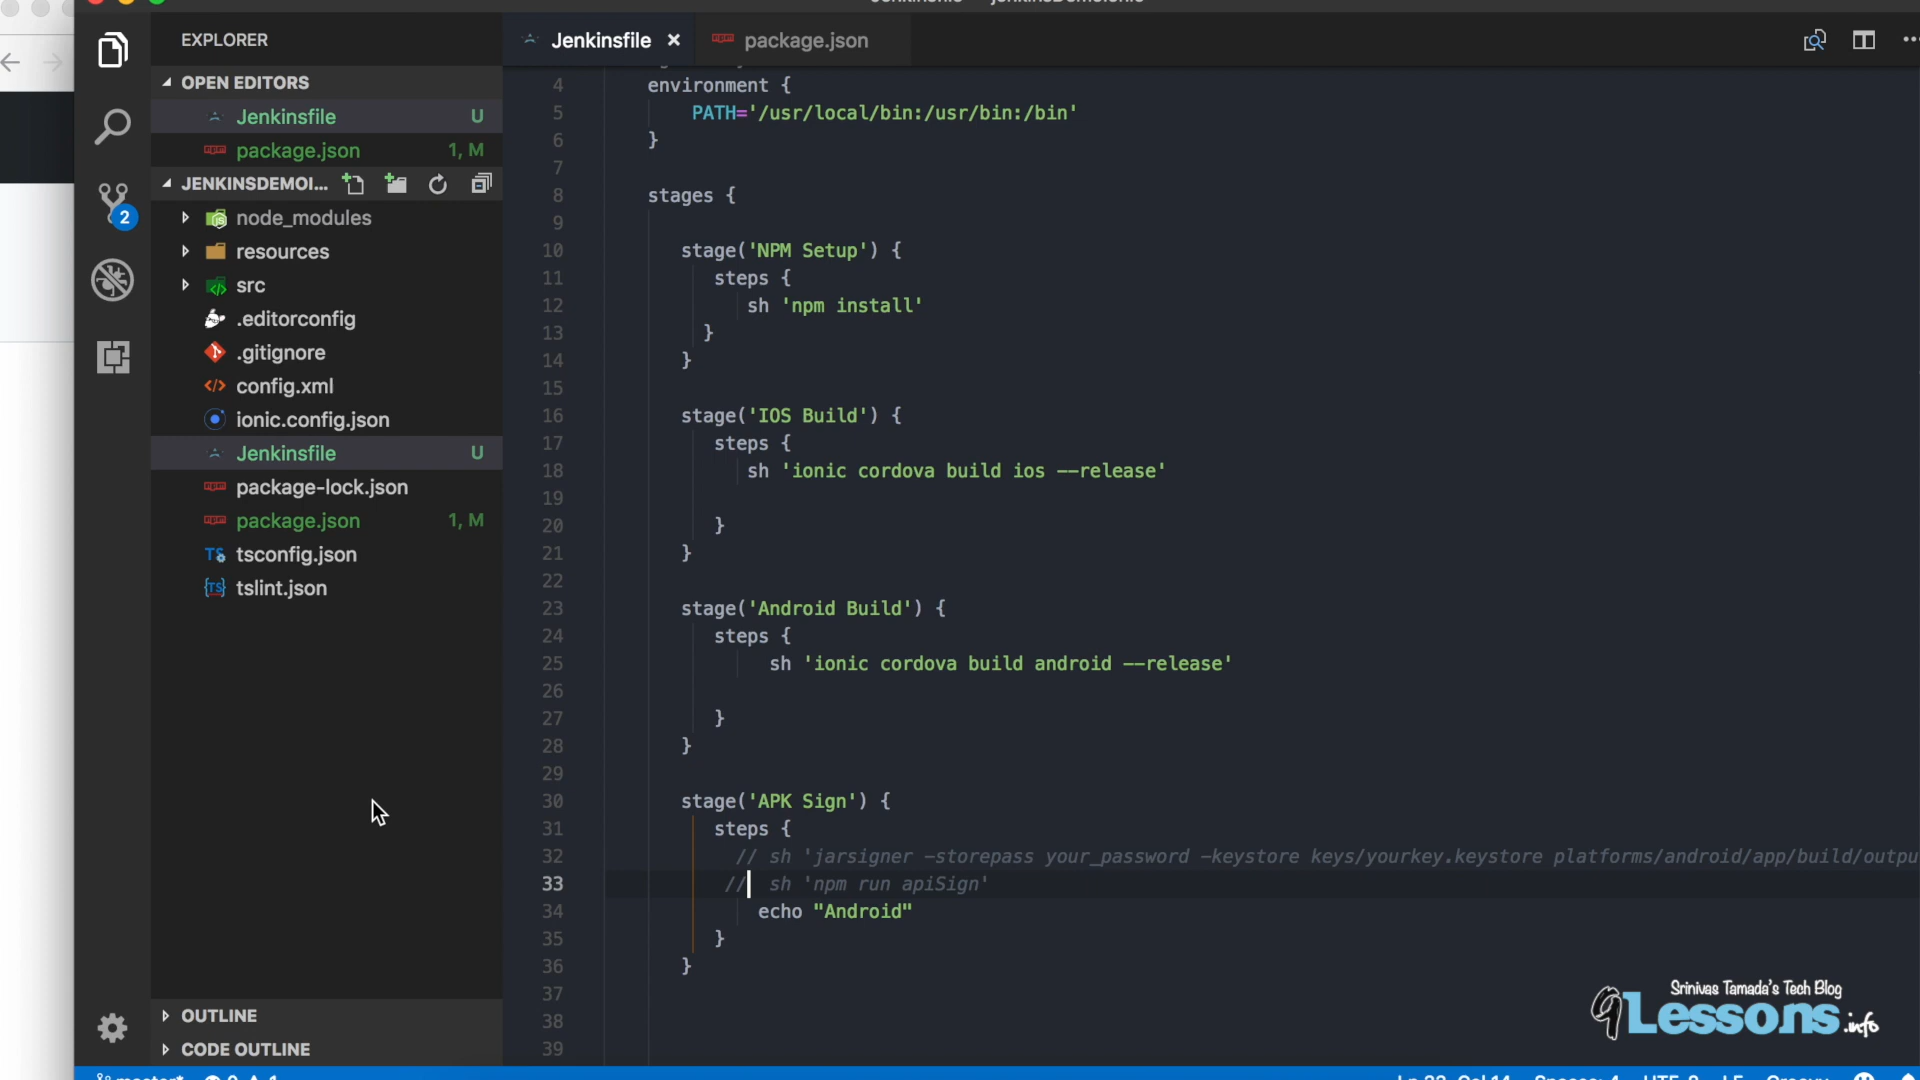 EXPLORER
OPEN EDITORS
Jenkinsfile U
package.json 1, M
JENKINSDEMOI...
2
node_modules
resources
src
.editorconfig
.gitignore
config.xml
ionic.config.json
Jenkinsfile U
package-lock.json
package.json 1, M
tsconfig.json
tslint.json
OUTLINE
CODE OUTLINE
Jenkinsfile × package.json
4 environment {
5 PATH='/usr/local/bin:/usr/bin:/bin'
6 }
7
8 stages {
9
10 stage('NPM Setup') {
11 steps {
12 sh 'npm install'
13 }
14 }
15
16 stage('IOS Build') {
17 steps {
18 sh 'ionic cordova build ios --release'
19
20 }
21 }
22
23 stage('Android Build') {
24 steps {
25 sh 'ionic cordova build android --release'
26
27 }
28 }
29
30 stage('APK Sign') {
31 steps {
32 // sh 'jarsigner -storepass your_password -keystore keys/yourkey.keystore platforms/android/app/build/outpu
33 // sh 'npm run apiSign'
34 echo "Android"
35 }
36 }
37
38
39
Srinivas Tamada's Tech Blog
9Lessons.info